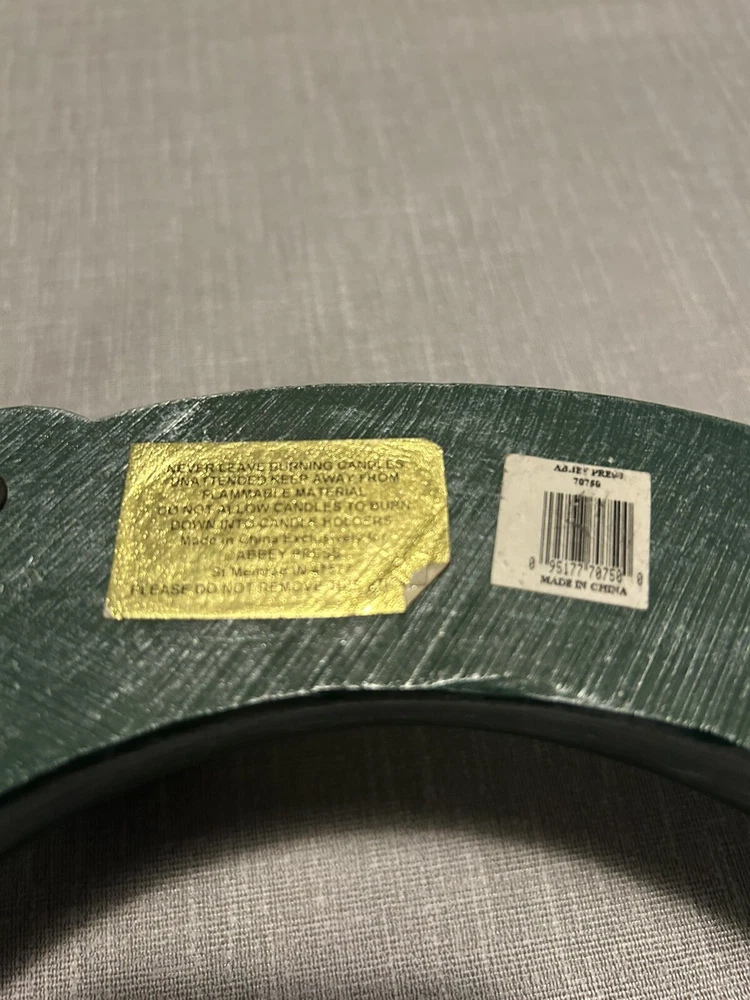 NEVER LEAVE BURNING CANDLES
UNATTENDED KEEP AWAY FROM
FLAMMABLE MATERIAL
DO NOT ALLOW CANDLES TO BURN
DOWN INTO CANDLE HOLDERS
Made in China Exclusively for
©ABBEY PRESS
St Meinrad IN
PLEASE DO NOT REMO
ABBEY PRESS
70750
0 95177 70750 0
MADE IN CHINA